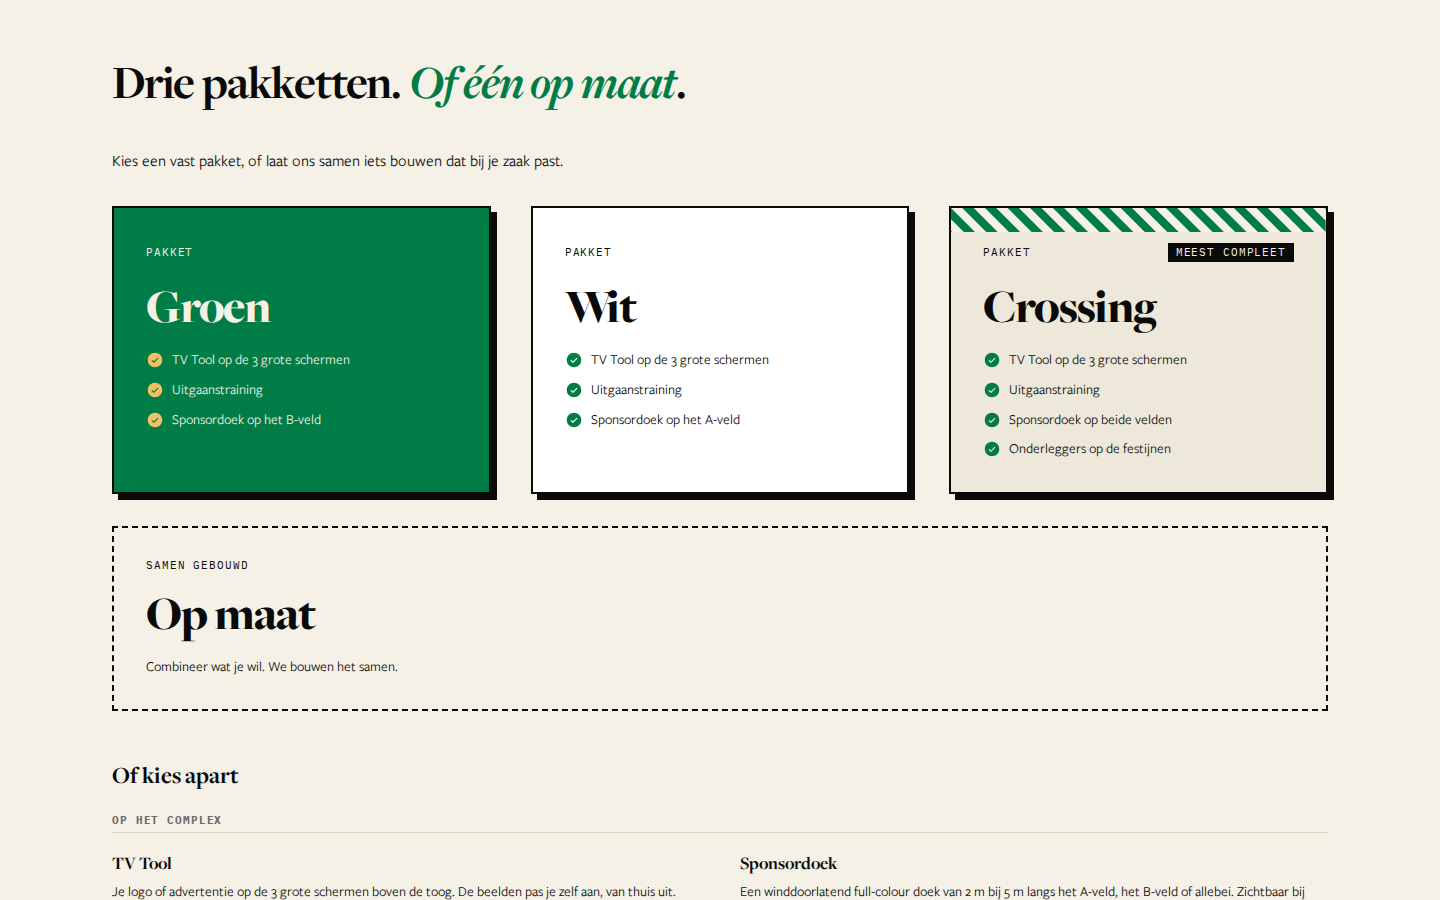 Drie pakketten. Of één op maat.
Kies een vast pakket, of laat ons samen iets bouwen dat bij je zaak past.
PAKKET
Groen
TV Tool op de 3 grote schermen
Uitgaanstraining
Sponsordoek op het B-veld
PAKKET
Wit
TV Tool op de 3 grote schermen
Uitgaanstraining
Sponsordoek op het A-veld
PAKKET
MEEST COMPLEET
Crossing
TV Tool op de 3 grote schermen
Uitgaanstraining
Sponsordoek op beide velden
Onderleggers op de festijnen
SAMEN GEBOUWD
Op maat
Combineer wat je wil. We bouwen het samen.
Of kies apart
OP HET COMPLEX
TV Tool
Je logo of advertentie op de 3 grote schermen boven de toog. De beelden pas je zelf aan, van thuis uit.
Sponsordoek
Een winddoorlatend full-colour doek van 2 m bij 5 m langs het A-veld, het B-veld of allebei. Zichtbaar bij